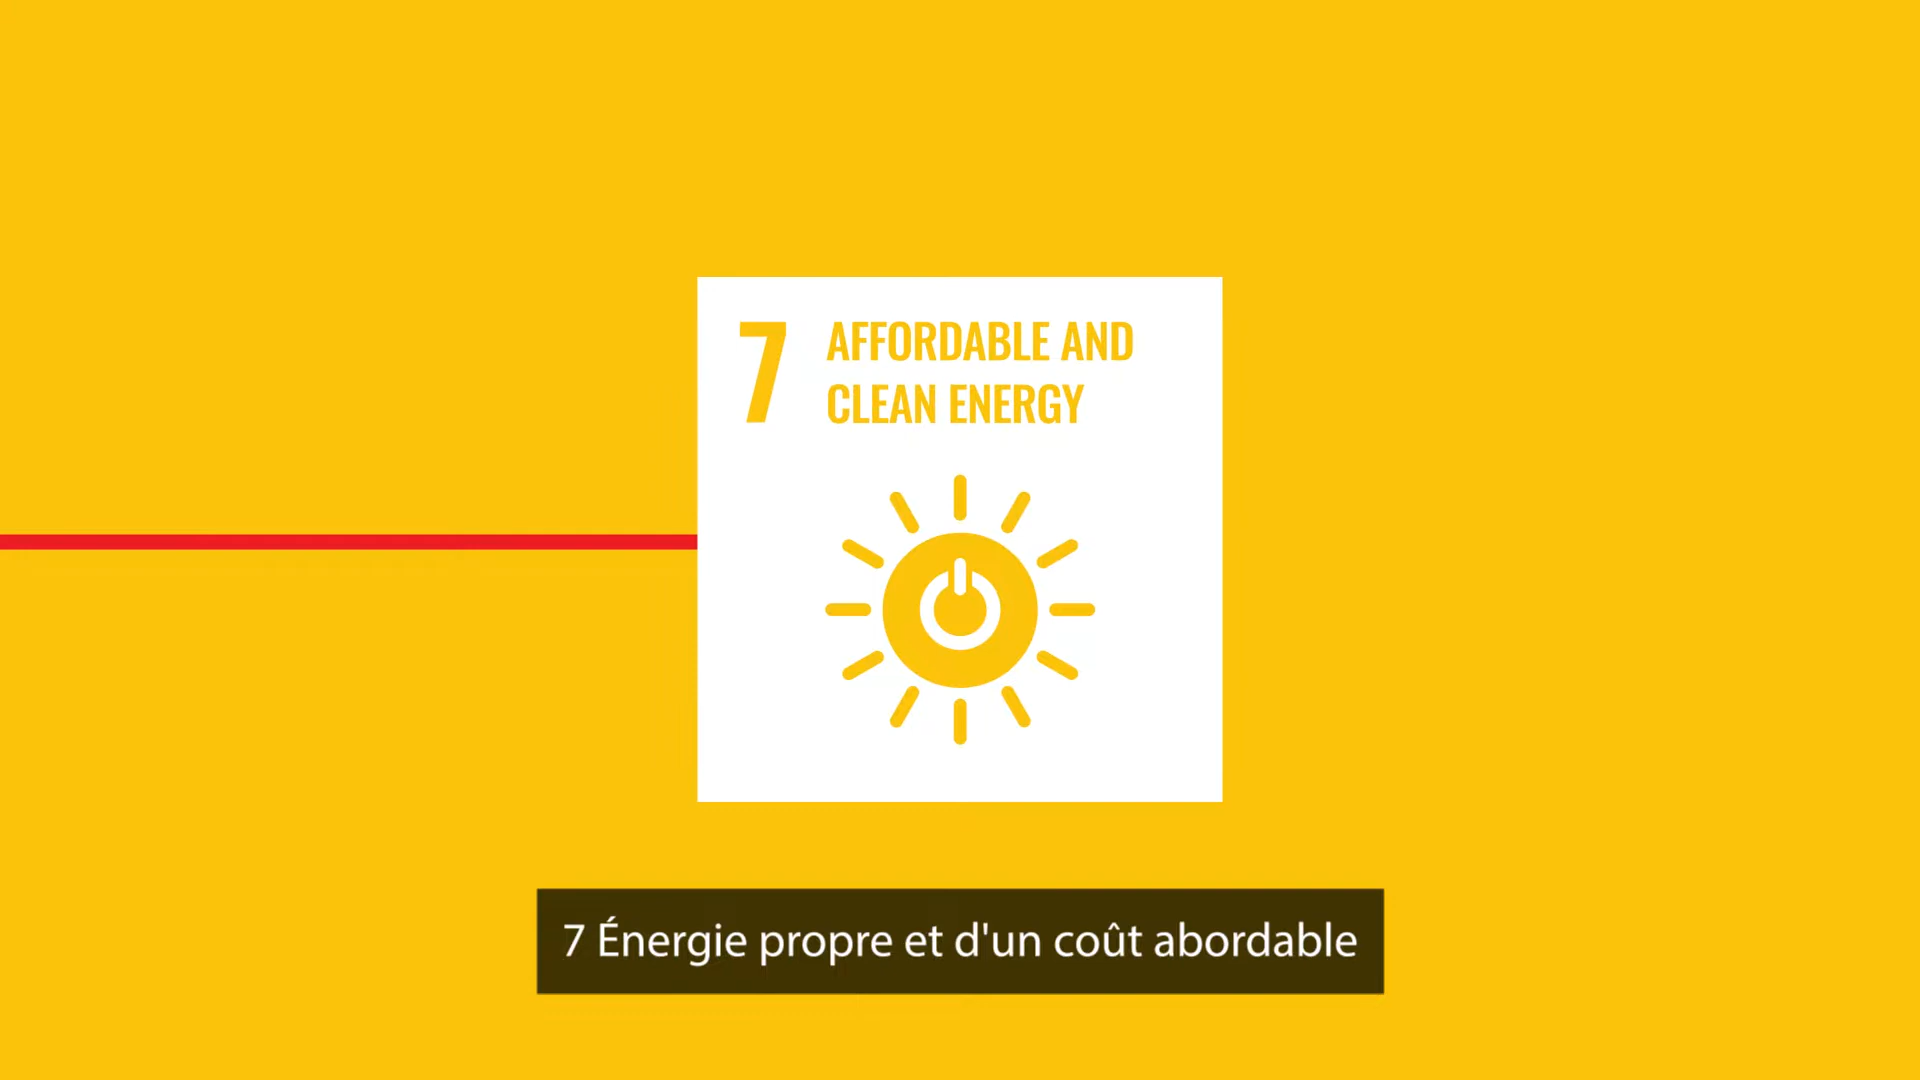 7 AFFORDABLE AND
CLEAN ENERGY
7 Énergie propre et d'un coût abordable